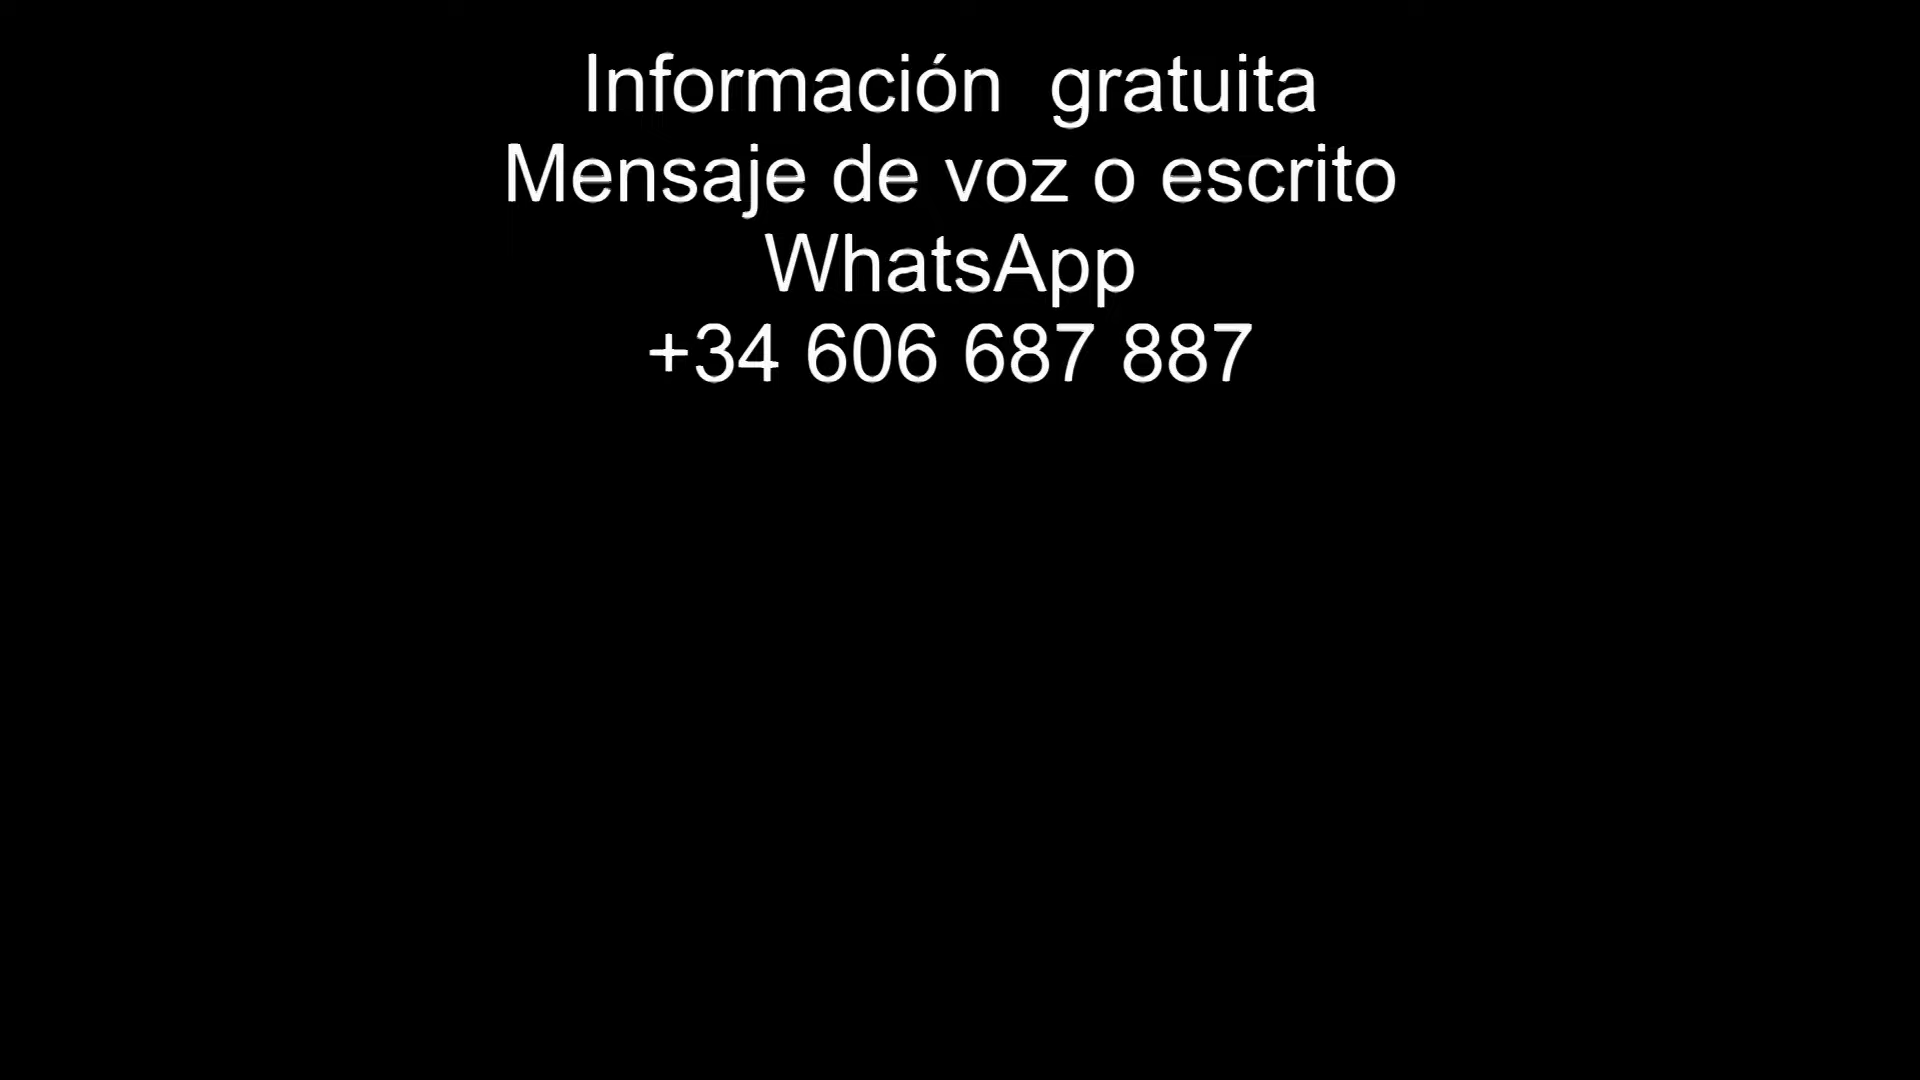 Información  gratuita
Mensaje de voz o escrito
WhatsApp
+34 606 687 887